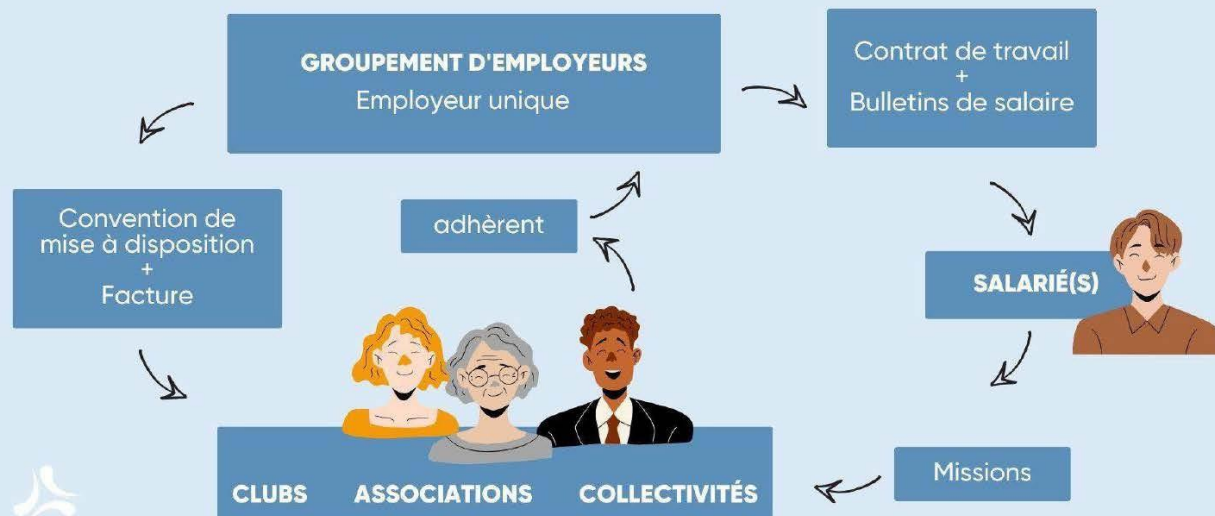 GROUPEMENT D'EMPLOYEURS
Employeur unique
Contrat de travail
+
Bulletins de salaire
Convention de
mise à disposition
+
Facture
adhèrent
SALARIÉ(S)
Missions
CLUBS ASSOCIATIONS COLLECTIVITÉS